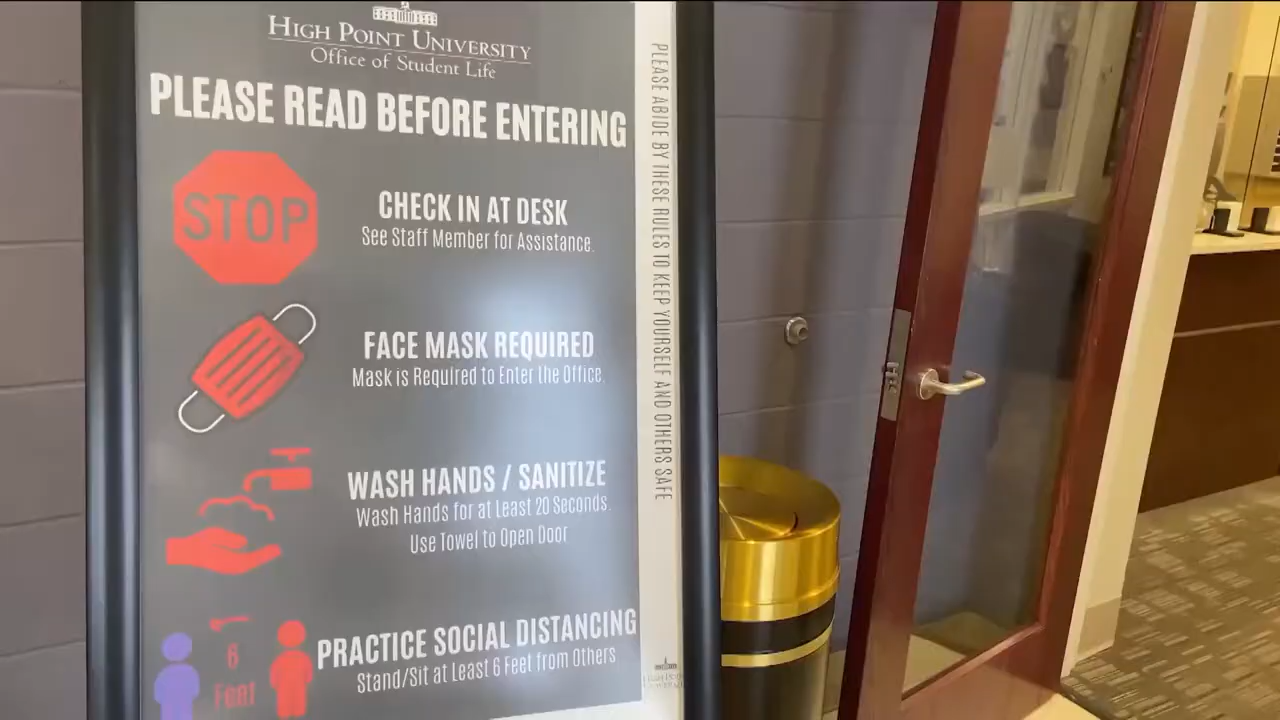 HIGH POINT UNIVERSITY
Office of Student Life
PLEASE READ BEFORE ENTERING
STOP
CHECK IN AT DESK
See Staff Member for Assistance.
FACE MASK REQUIRED
Mask is Required to Enter the Office.
WASH HANDS / SANITIZE
Wash Hands for at Least 20 Seconds.
Use Towel to Open Door
6
Feet
PRACTICE SOCIAL DISTANCING
Stand/Sit at Least 6 Feet from Others
PLEASE ABIDE BY THESE RULES TO KEEP YOURSELF AND OTHERS SAFE
HIGH POINT
UNIVERSITY